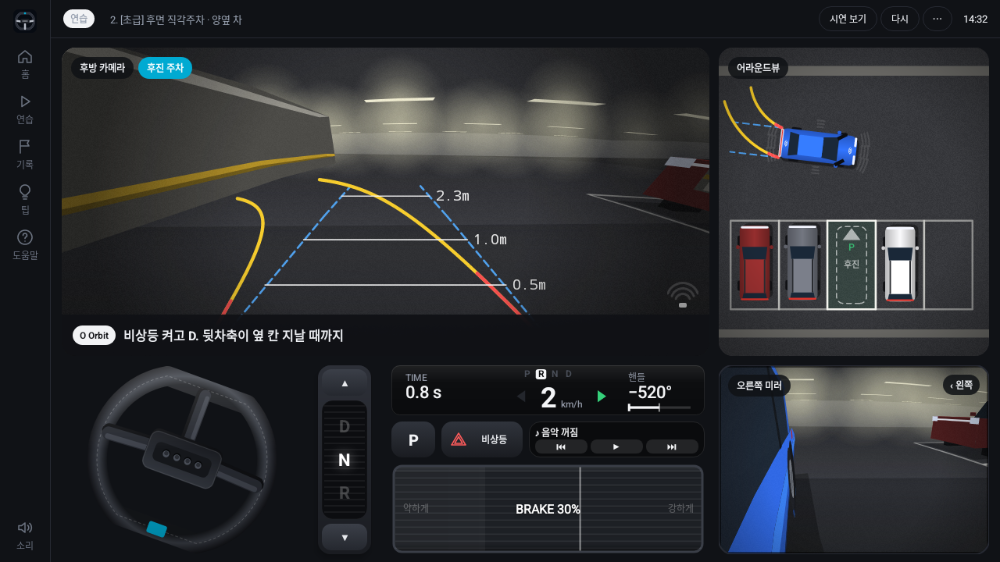 연습
2. [초급] 후면 직각주차 · 양옆 차
시연 보기
다시
...
14:32
홈
연습
기록
팁
도움말
소리
후방 카메라
후진 주차
2.3m
1.0m
0.5m
O Orbit
비상등 켜고 D. 뒷차축이 옆 칸 지날 때까지
어라운드뷰
P
후진
D
N
R
TIME
0.8 s
P R N D
2 km/h
핸들
−520°
P
비상등
♪ 음악 꺼짐
약하게
BRAKE 30%
강하게
오른쪽 미러
‹ 왼쪽